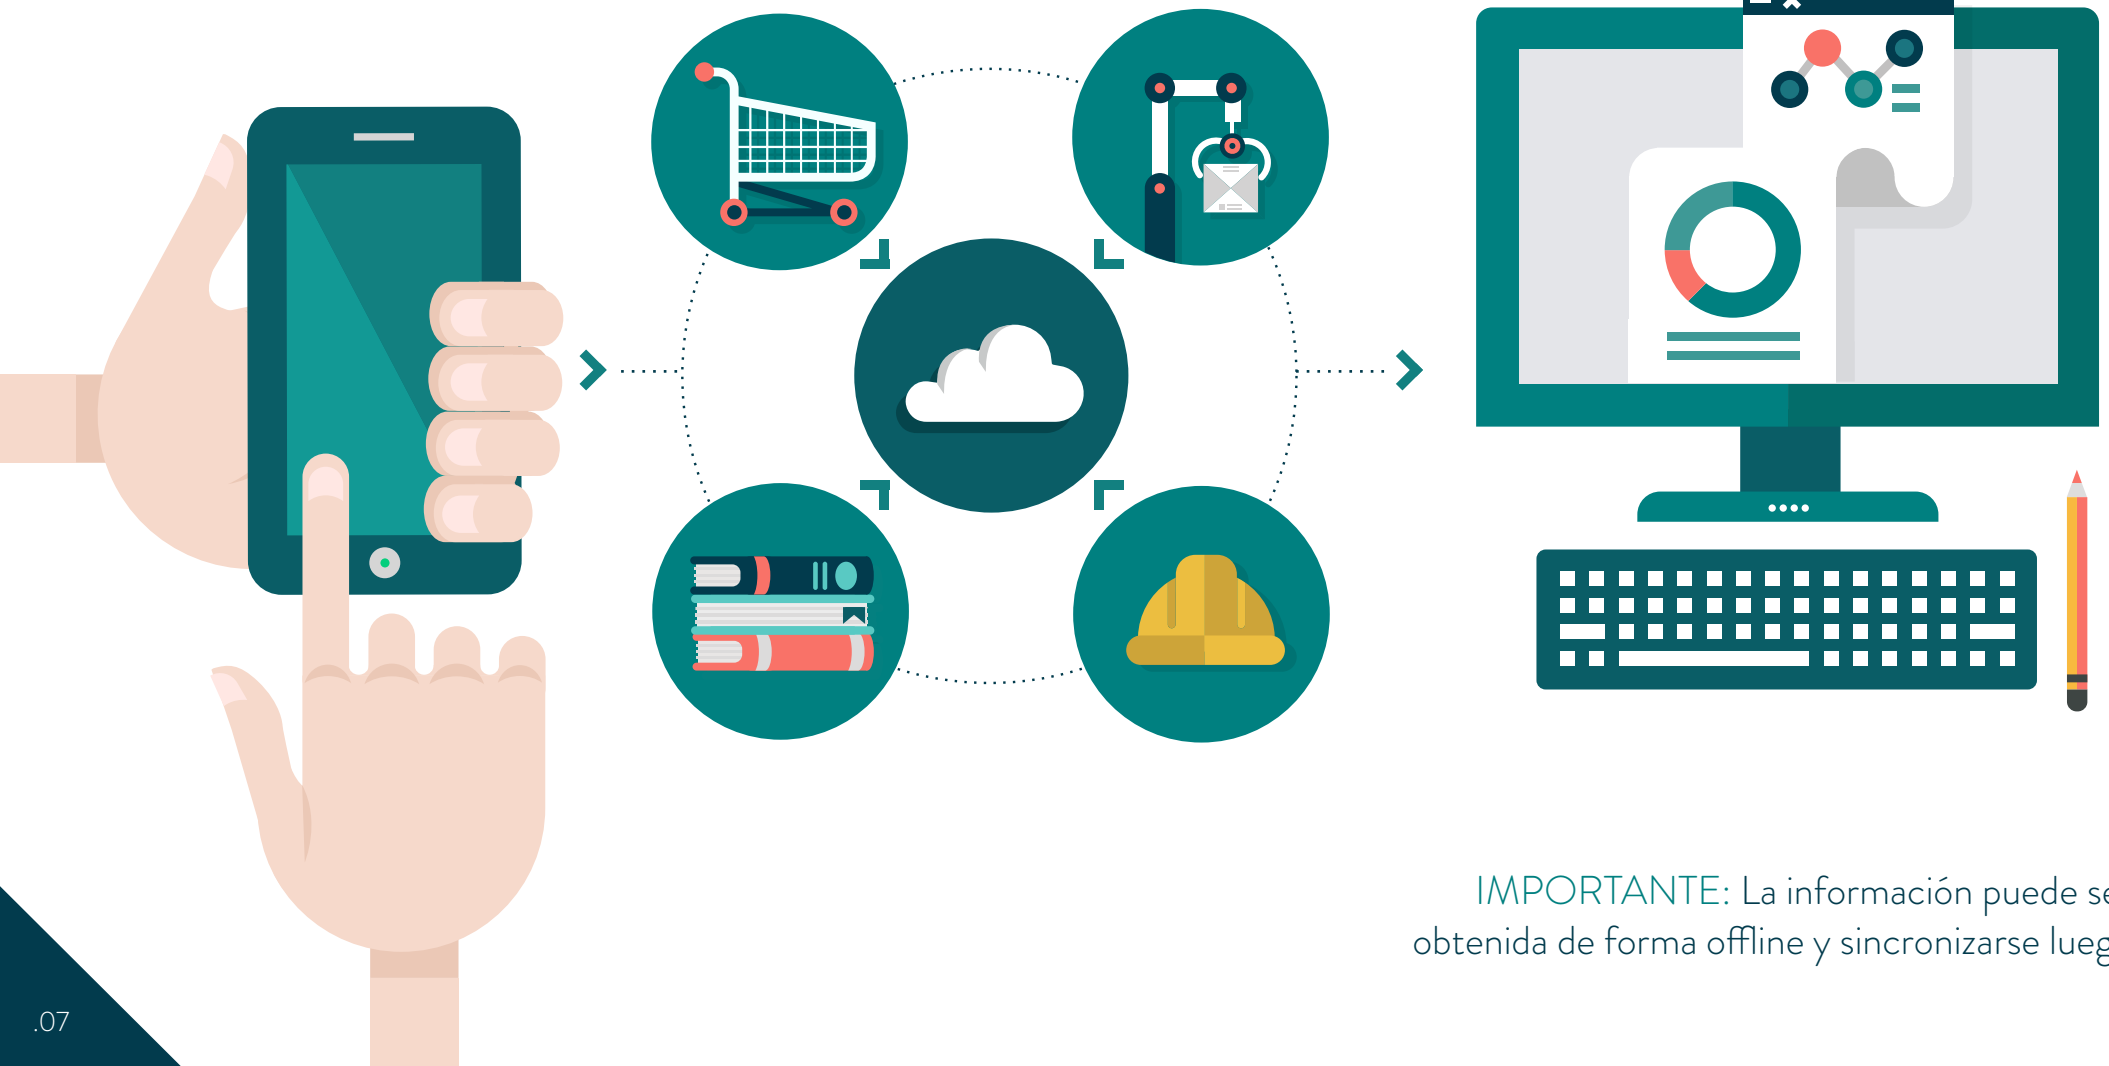 IMPORTANTE: La información puede se
obtenida de forma offline y sincronizarse lueg
.07